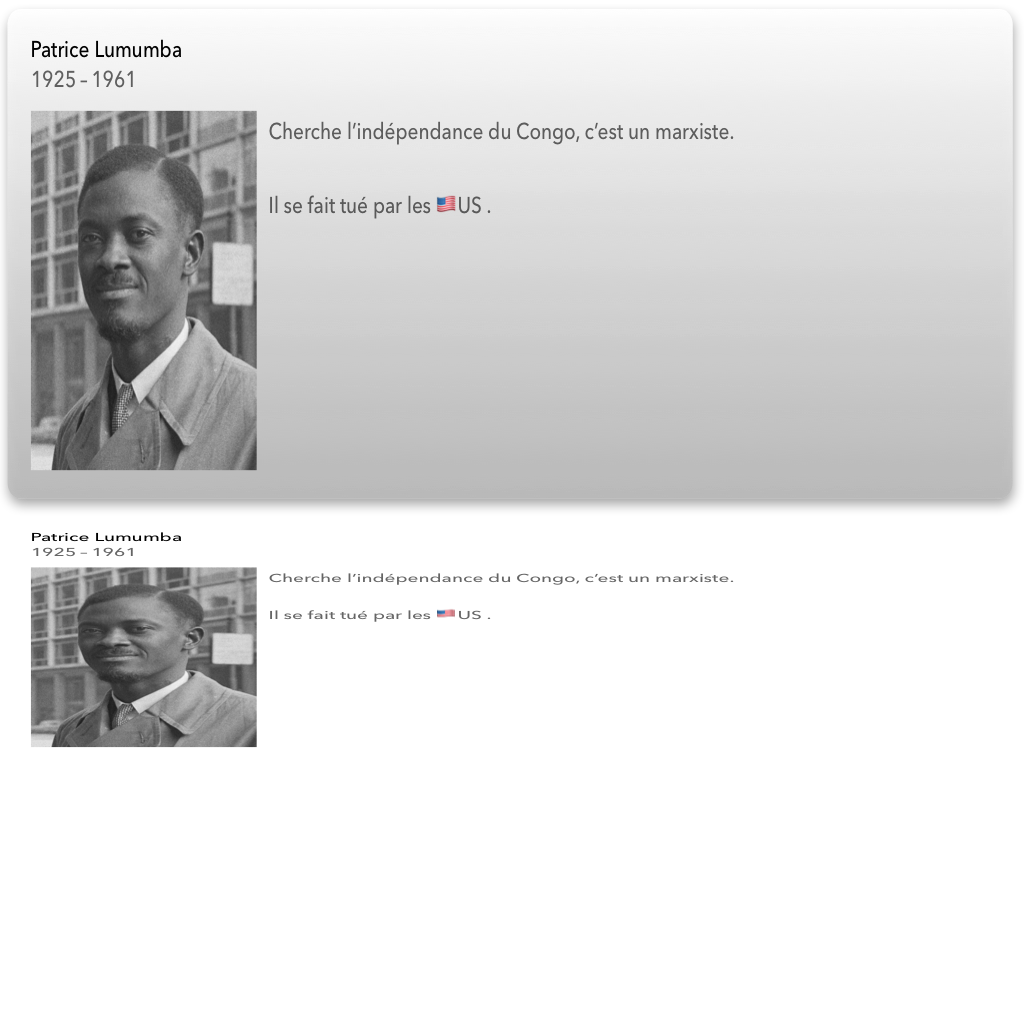 Patrice Lumumba
1925 – 1961
Cherche l’indépendance du Congo, c’est un marxiste.
Il se fait tué par les 🇺🇸US .
Patrice Lumumba
1925 – 1961
Cherche l’indépendance du Congo, c’est un marxiste.
Il se fait tué par les 🇺🇸US .